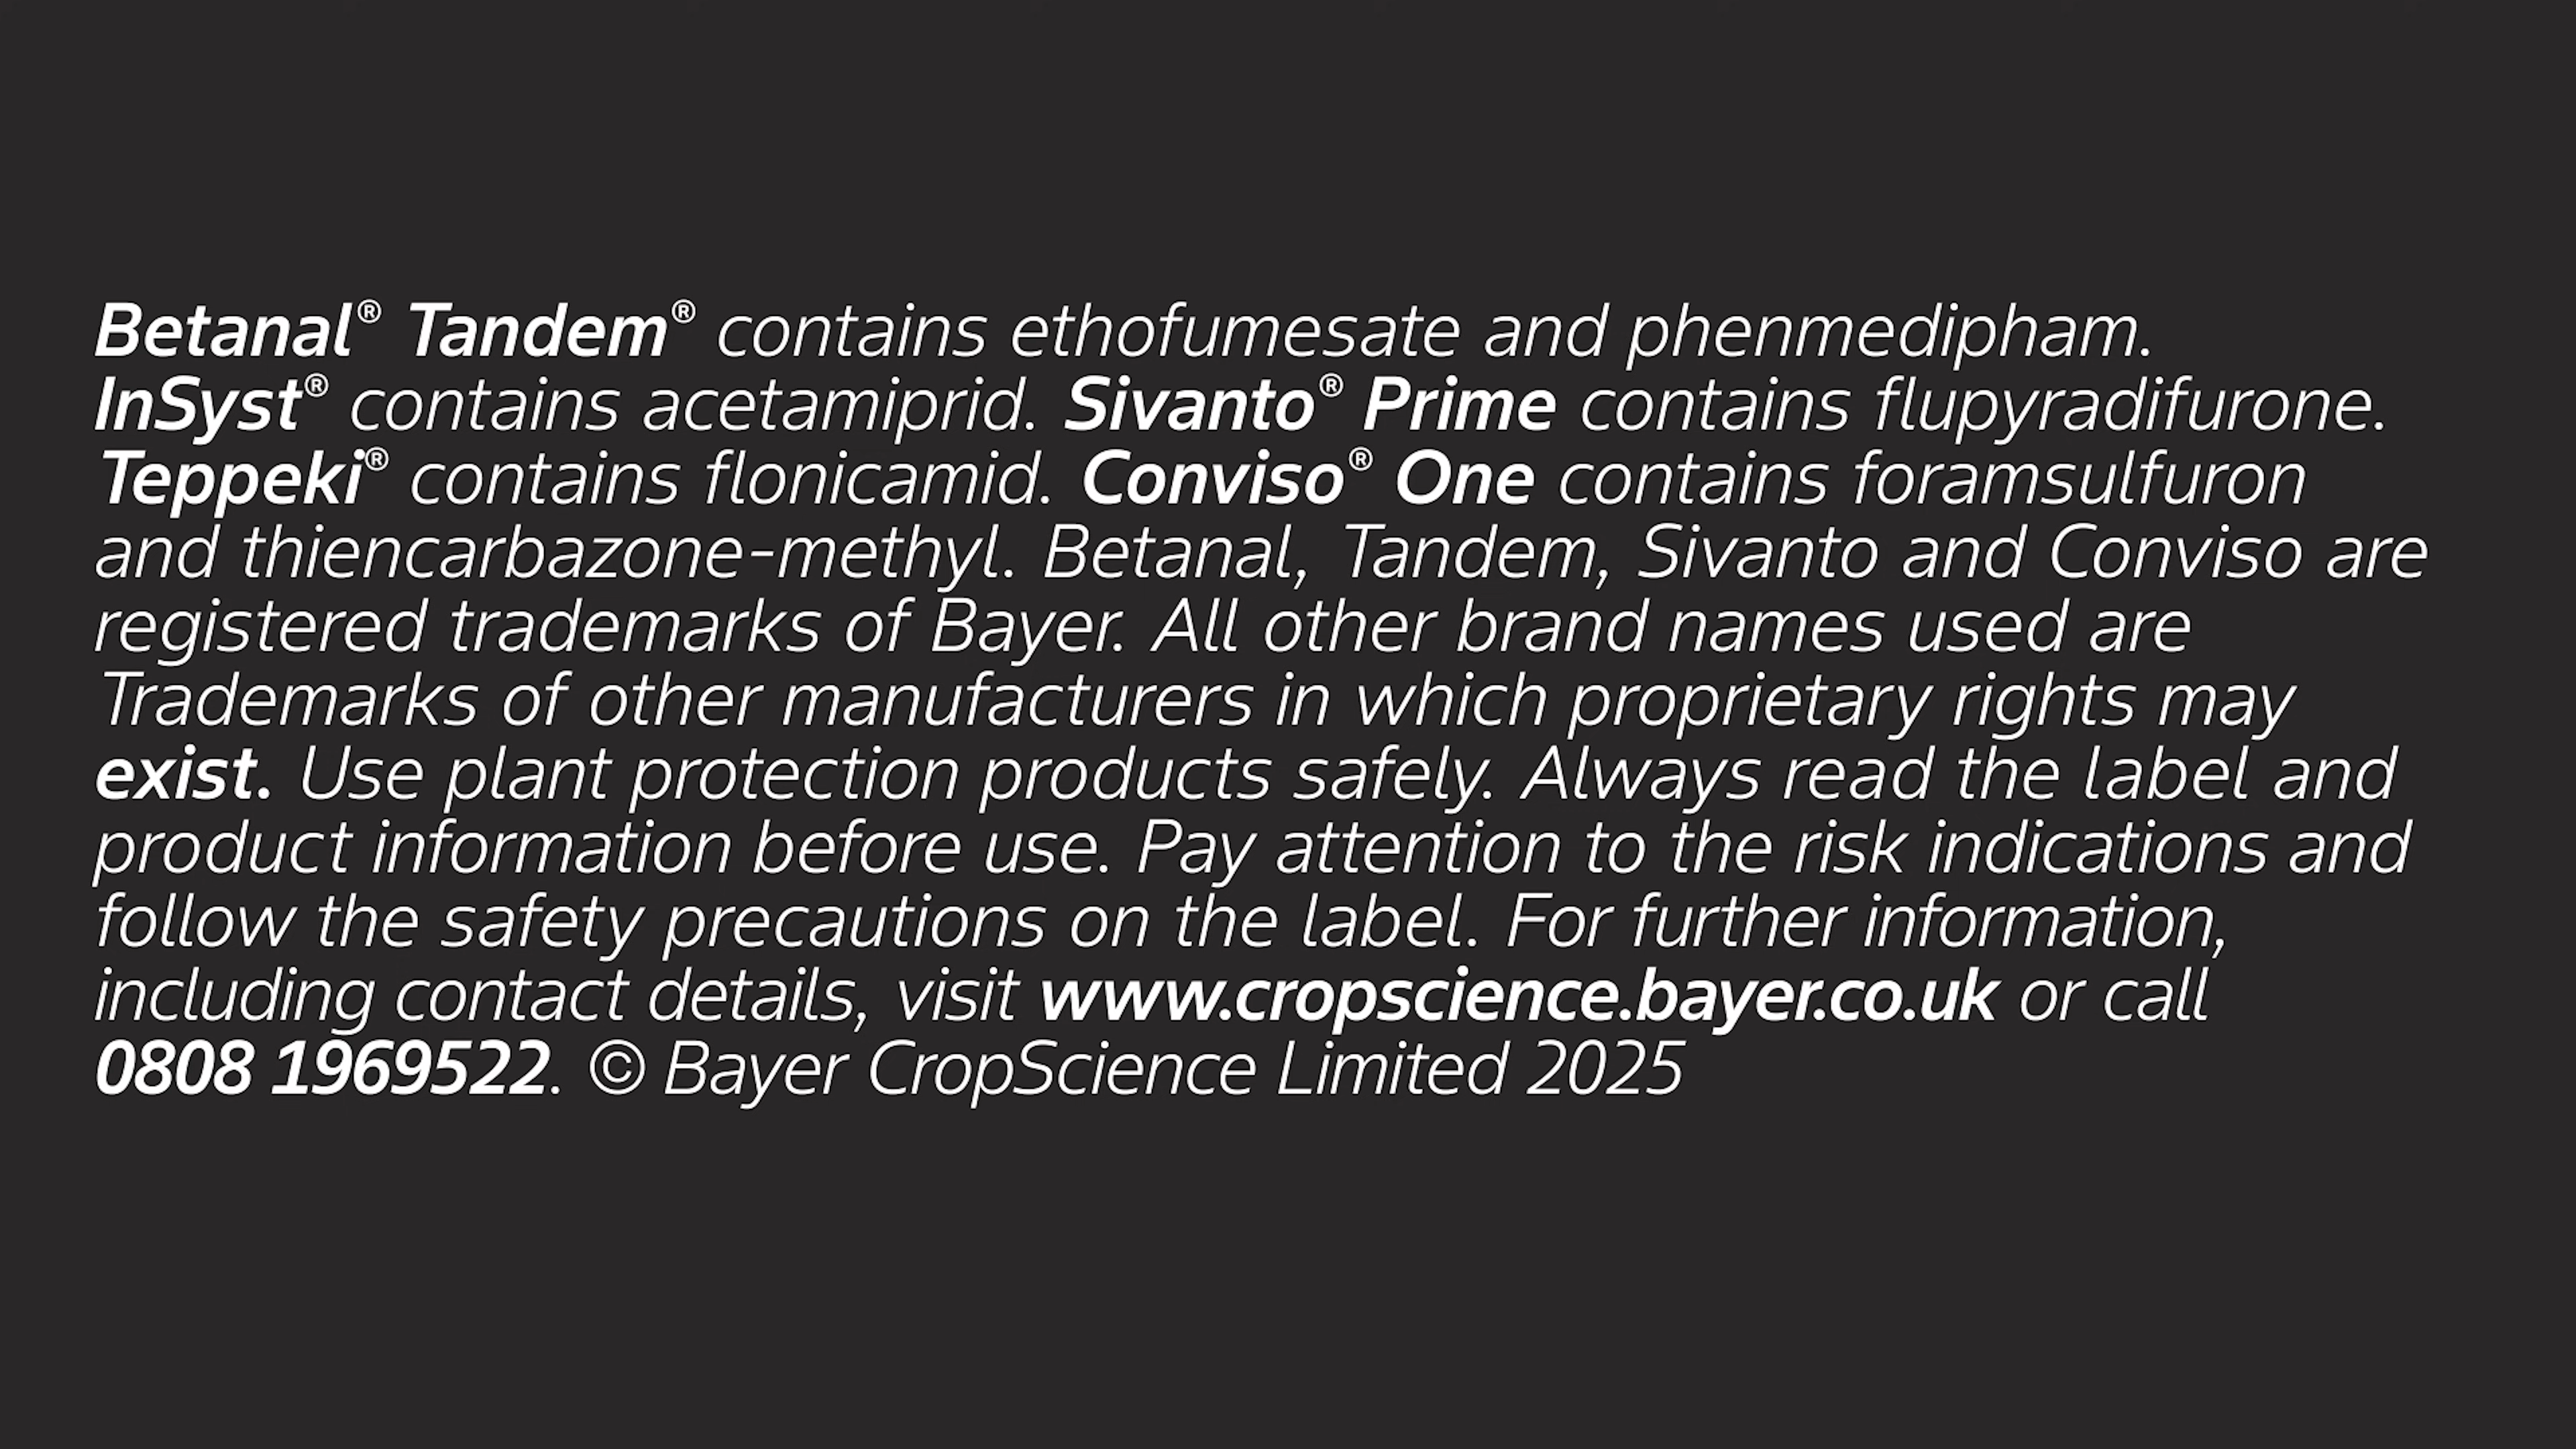 Betanal® Tandem® contains ethofumesate and phenmedipham.
InSyst® contains acetamiprid. Sivanto® Prime contains flupyradifurone.
Teppeki® contains flonicamid. Conviso® One contains foramsulfuron
and thiencarbazone-methyl. Betanal, Tandem, Sivanto and Conviso are
registered trademarks of Bayer. All other brand names used are
Trademarks of other manufacturers in which proprietary rights may
exist. Use plant protection products safely. Always read the label and
product information before use. Pay attention to the risk indications and
follow the safety precautions on the label. For further information,
including contact details, visit www.cropscience.bayer.co.uk or call
0808 1969522. © Bayer CropScience Limited 2025